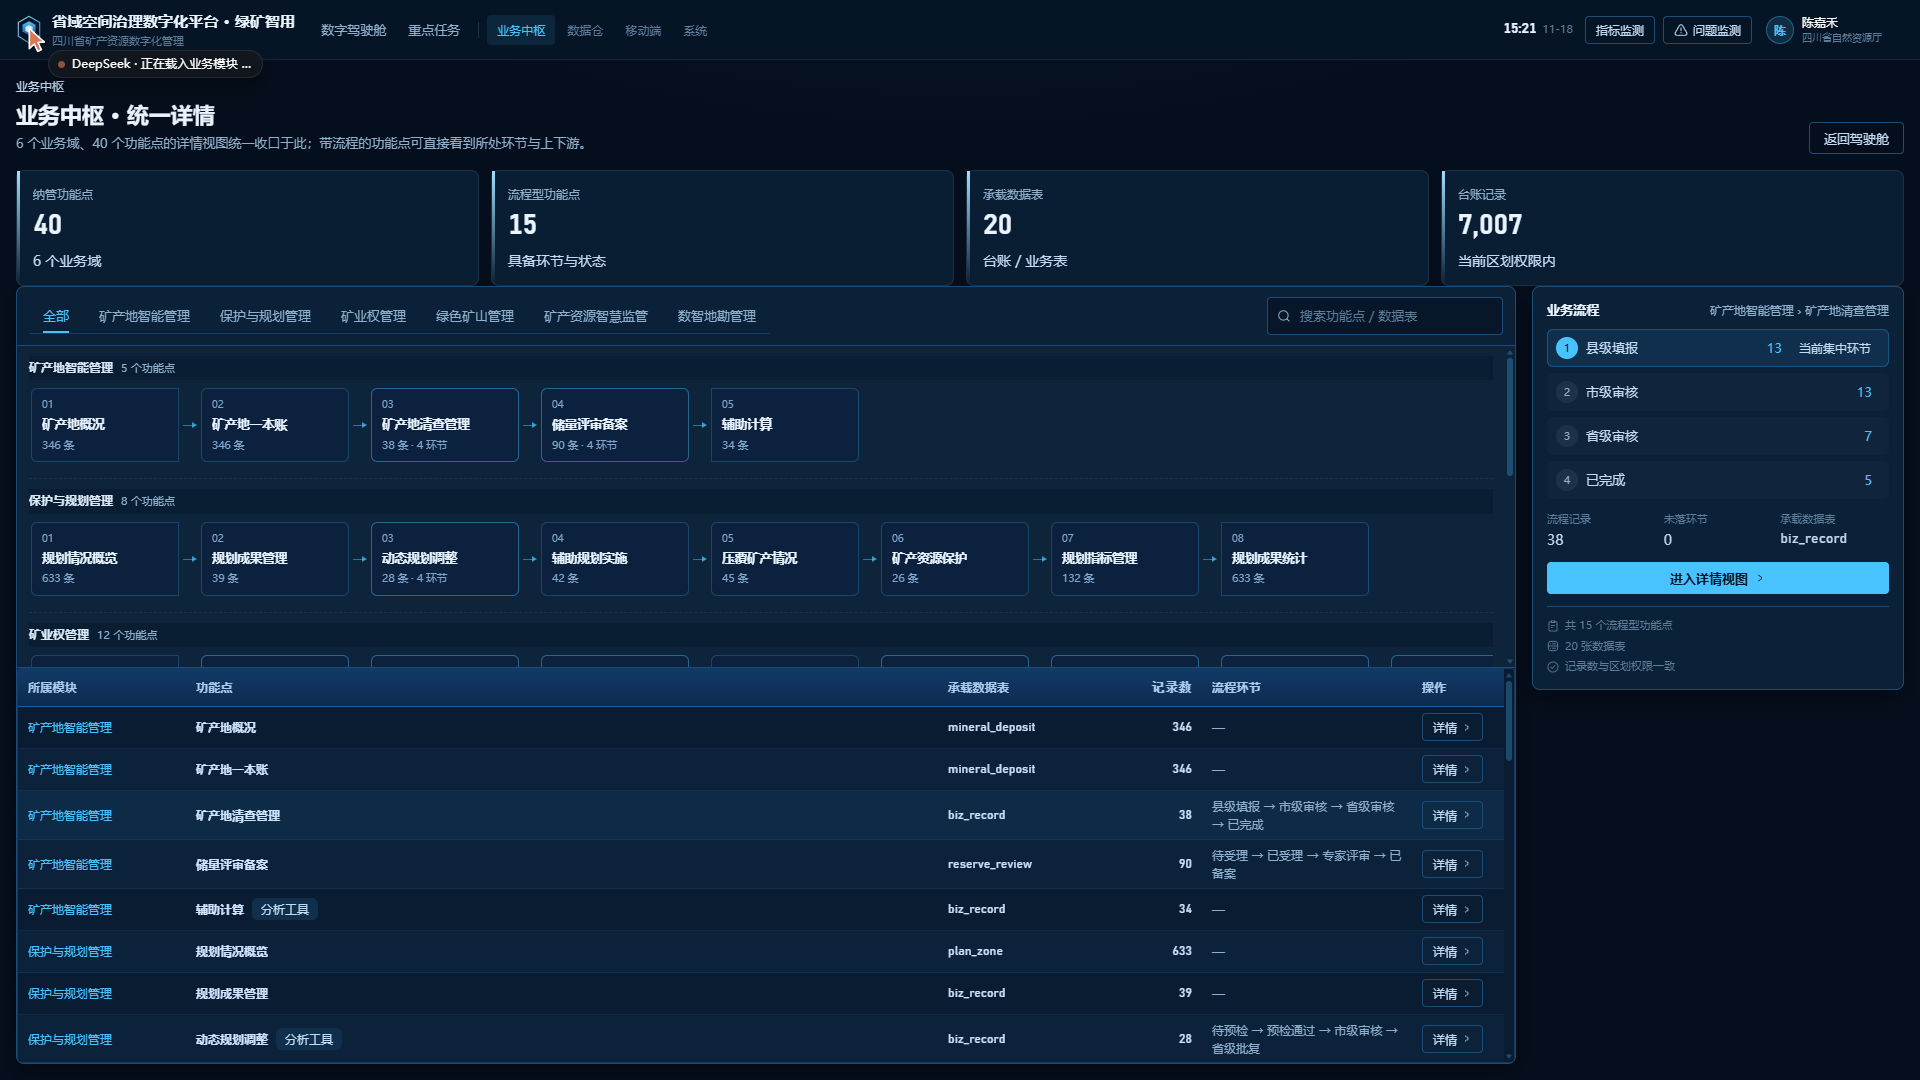 省域空间治理数字化平台 • 绿矿智用
四川省矿产资源数字化管理
数字驾驶舱 重点任务 业务中枢 数据仓 移动端 系统
15:21 11-18 指标监测 问题监测 陈 陈嘉禾
四川省自然资源厅
DeepSeek · 正在载入业务模块 ...
业务中枢
业务中枢 • 统一详情
6 个业务域、40 个功能点的详情视图统一收口于此；带流程的功能点可直接看到所处环节与上下游。
返回驾驶舱
纳管功能点
40
6 个业务域
流程型功能点
15
具备环节与状态
承载数据表
20
台账 / 业务表
台账记录
7,007
当前区划权限内
全部 矿产地智能管理 保护与规划管理 矿业权管理 绿色矿山管理 矿产资源智慧监管 数智地勘管理
搜索功能点 / 数据表
矿产地智能管理 5 个功能点
01
矿产地概况
346 条
→
02
矿产地一本账
346 条
→
03
矿产地清查管理
38 条 · 4 环节
→
04
储量评审备案
90 条 · 4 环节
→
05
辅助计算
34 条
保护与规划管理 8 个功能点
01
规划情况概览
633 条
→
02
规划成果管理
39 条
→
03
动态规划调整
28 条 · 4 环节
→
04
辅助规划实施
42 条
→
05
压覆矿产情况
45 条
→
06
矿产资源保护
26 条
→
07
规划指标管理
132 条
→
08
规划成果统计
633 条
矿业权管理 12 个功能点
所属模块 功能点 承载数据表 记录数 流程环节 操作
矿产地智能管理 矿产地概况 mineral_deposit 346 — 详情 ›
矿产地智能管理 矿产地一本账 mineral_deposit 346 — 详情 ›
矿产地智能管理 矿产地清查管理 biz_record 38 县级填报 → 市级审核 → 省级审核
→ 已完成 详情 ›
矿产地智能管理 储量评审备案 reserve_review 90 待受理 → 已受理 → 专家评审 → 已
备案 详情 ›
矿产地智能管理 辅助计算 分析工具 biz_record 34 — 详情 ›
保护与规划管理 规划情况概览 plan_zone 633 — 详情 ›
保护与规划管理 规划成果管理 biz_record 39 — 详情 ›
保护与规划管理 动态规划调整 分析工具 biz_record 28 待预检 → 预检通过 → 市级审核 →
省级批复 详情 ›
业务流程 矿产地智能管理 › 矿产地清查管理
1 县级填报 13 当前集中环节
2 市级审核 13
3 省级审核 7
4 已完成 5
流程记录 未落环节 承载数据表
38 0 biz_record
进入详情视图 ›
共 15 个流程型功能点
20 张数据表
记录数与区划权限一致